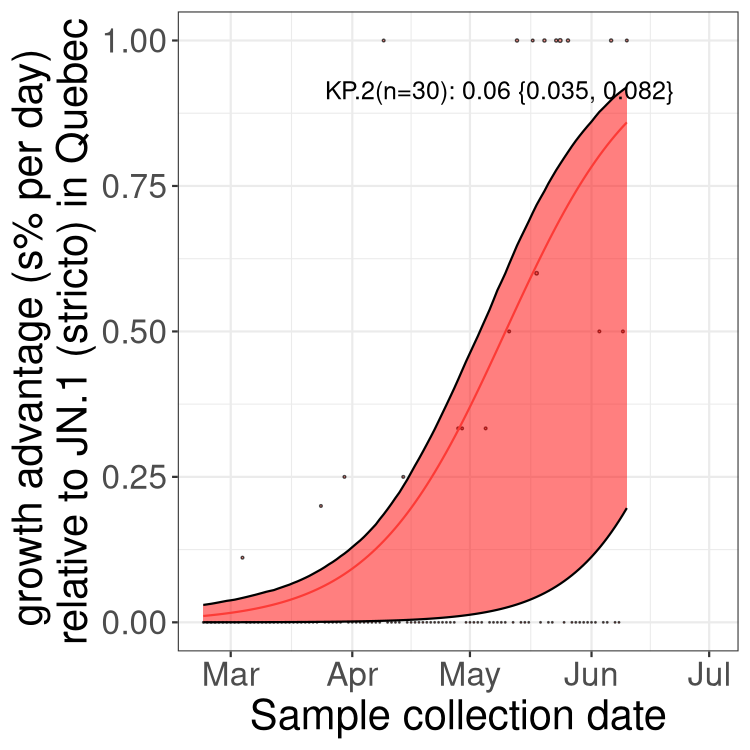 growth advantage (s% per day)
relative to JN.1 (stricto) in Quebec
1.00
0.75
0.50
0.25
0.00
KP.2(n=30): 0.06 {0.035, 0.082}
Mar Apr May Jun Jul
Sample collection date